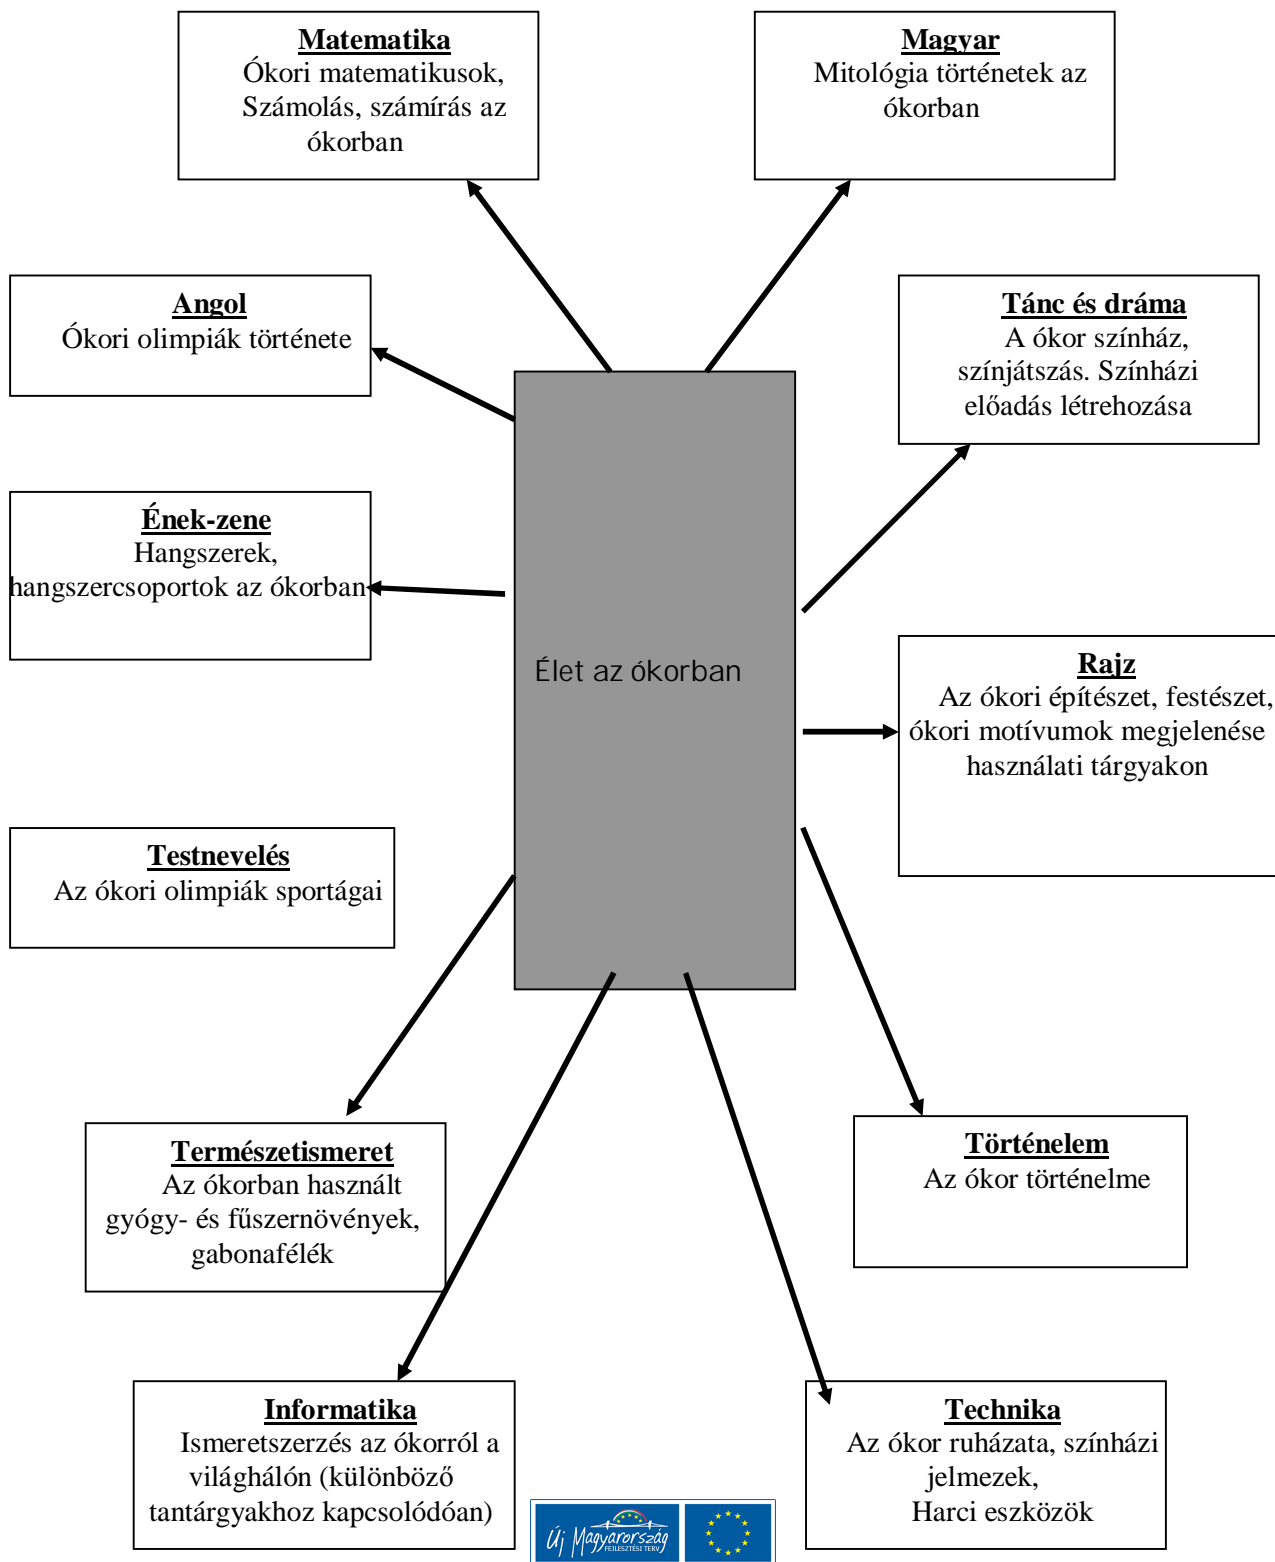 Matematika
Ókori matematikusok,
Számolás, számírás az
ókorban
Magyar
Mitológia történetek az
ókorban
Angol
Ókori olimpiák története
Tánc és dráma
A ókor színház,
színjátszás. Színházi
előadás létrehozása
Ének-zene
Hangszerek,
hangszercsoportok az ókorban
Élet az ókorban
Rajz
Az ókori építészet, festészet,
ókori motívumok megjelenése
használati tárgyakon
Testnevelés
Az ókori olimpiák sportágai
Természetismeret
Az ókorban használt
gyógy- és fűszernövények,
gabonafélék
Történelem
Az ókor történelme
Informatika
Ismeretszerzés az ókorról a
világhálón (különböző
tantárgyakhoz kapcsolódóan)
Technika
Az ókor ruházata, színházi
jelmezek,
Harci eszközök
Új Magyarország
FEJLESZTÉSI TERV